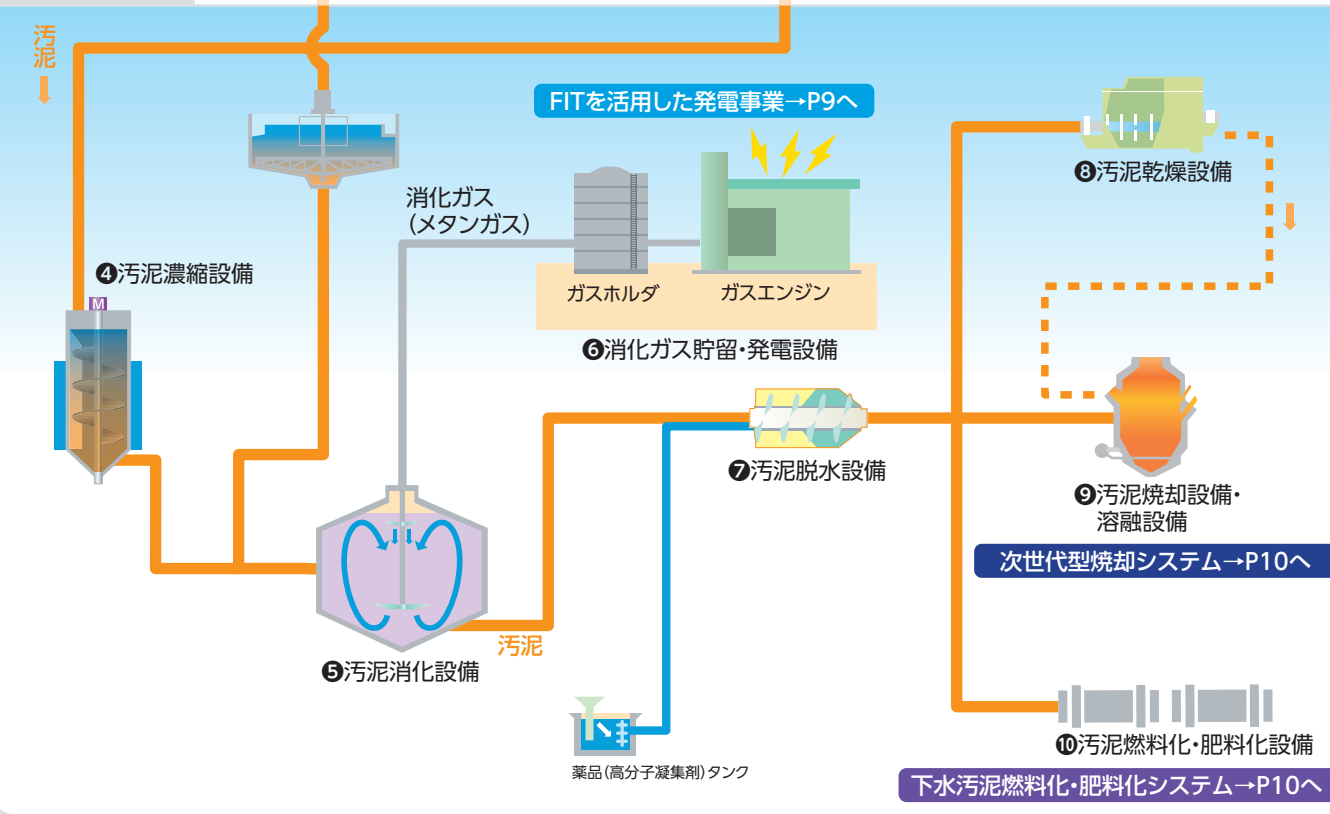 汚泥
FITを活用した発電事業→P9へ
❽汚泥乾燥設備
消化ガス
(メタンガス)
❹汚泥濃縮設備
M
ガスホルダ
ガスエンジン
❻消化ガス貯留・発電設備
❼汚泥脱水設備
❾汚泥焼却設備・
溶融設備
次世代型焼却システム→P10へ
汚泥
❺汚泥消化設備
❿汚泥燃料化・肥料化設備
薬品(高分子凝集剤)タンク
下水汚泥燃料化・肥料化システム→P10へ